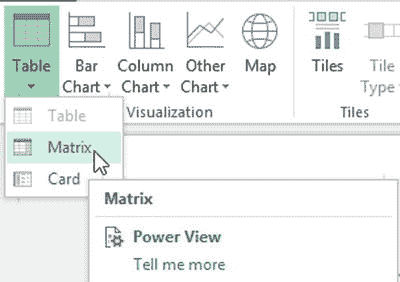 Table
Bar Chart
Column Chart
Other Chart
Map
Tiles
Tile Type
Visualization
Tiles
Table
Matrix
Card
Matrix
Power View
Tell me more